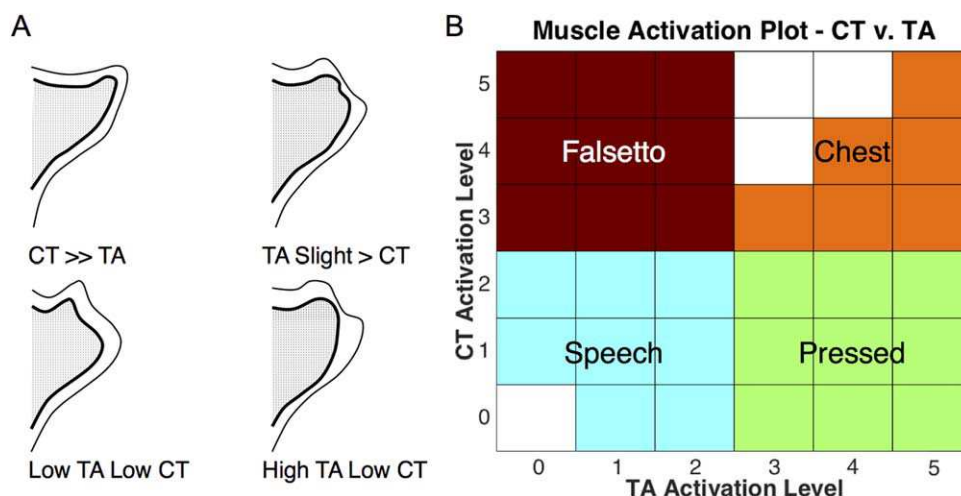 A
CT >> TA
TA Slight > CT
Low TA Low CT
High TA Low CT
B
Muscle Activation Plot - CT v. TA
CT Activation Level
5
4
3
2
1
0
Falsetto
Chest
Speech
Pressed
0 1 2 3 4 5
TA Activation Level